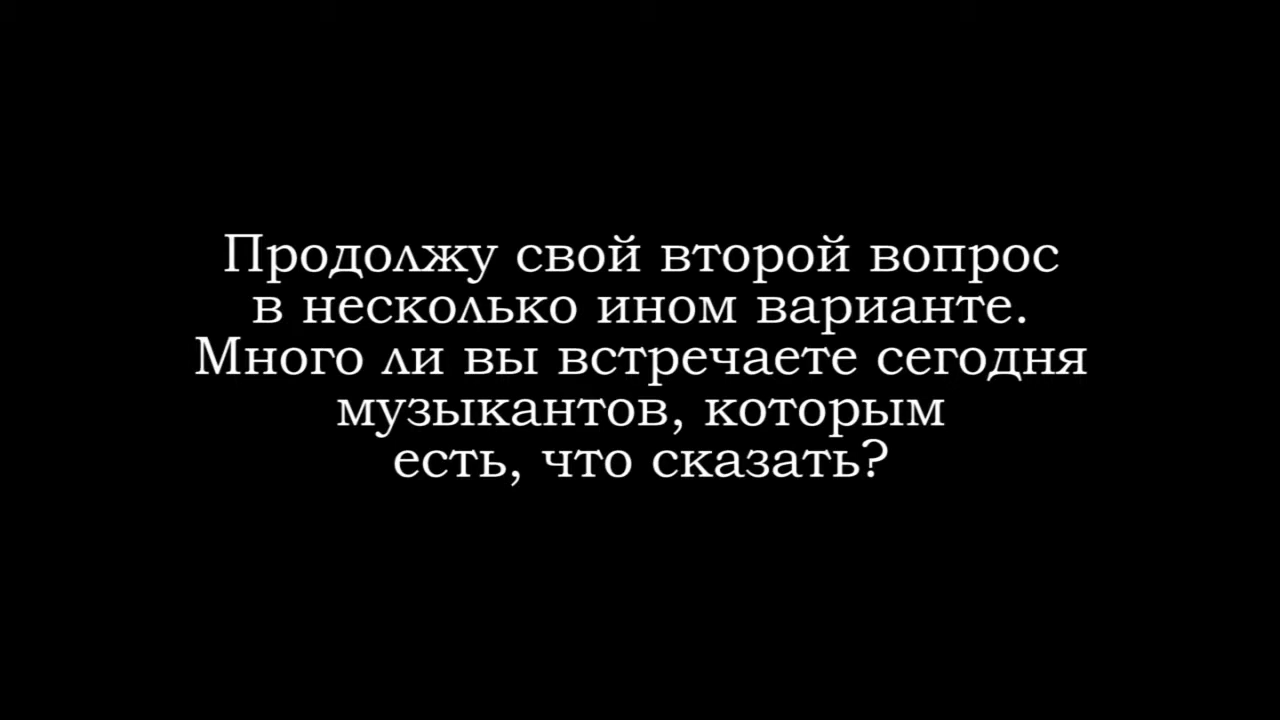 Продолжу свой второй вопрос
в несколько ином варианте.
Много ли вы встречаете сегодня
музыкантов, которым
есть, что сказать?